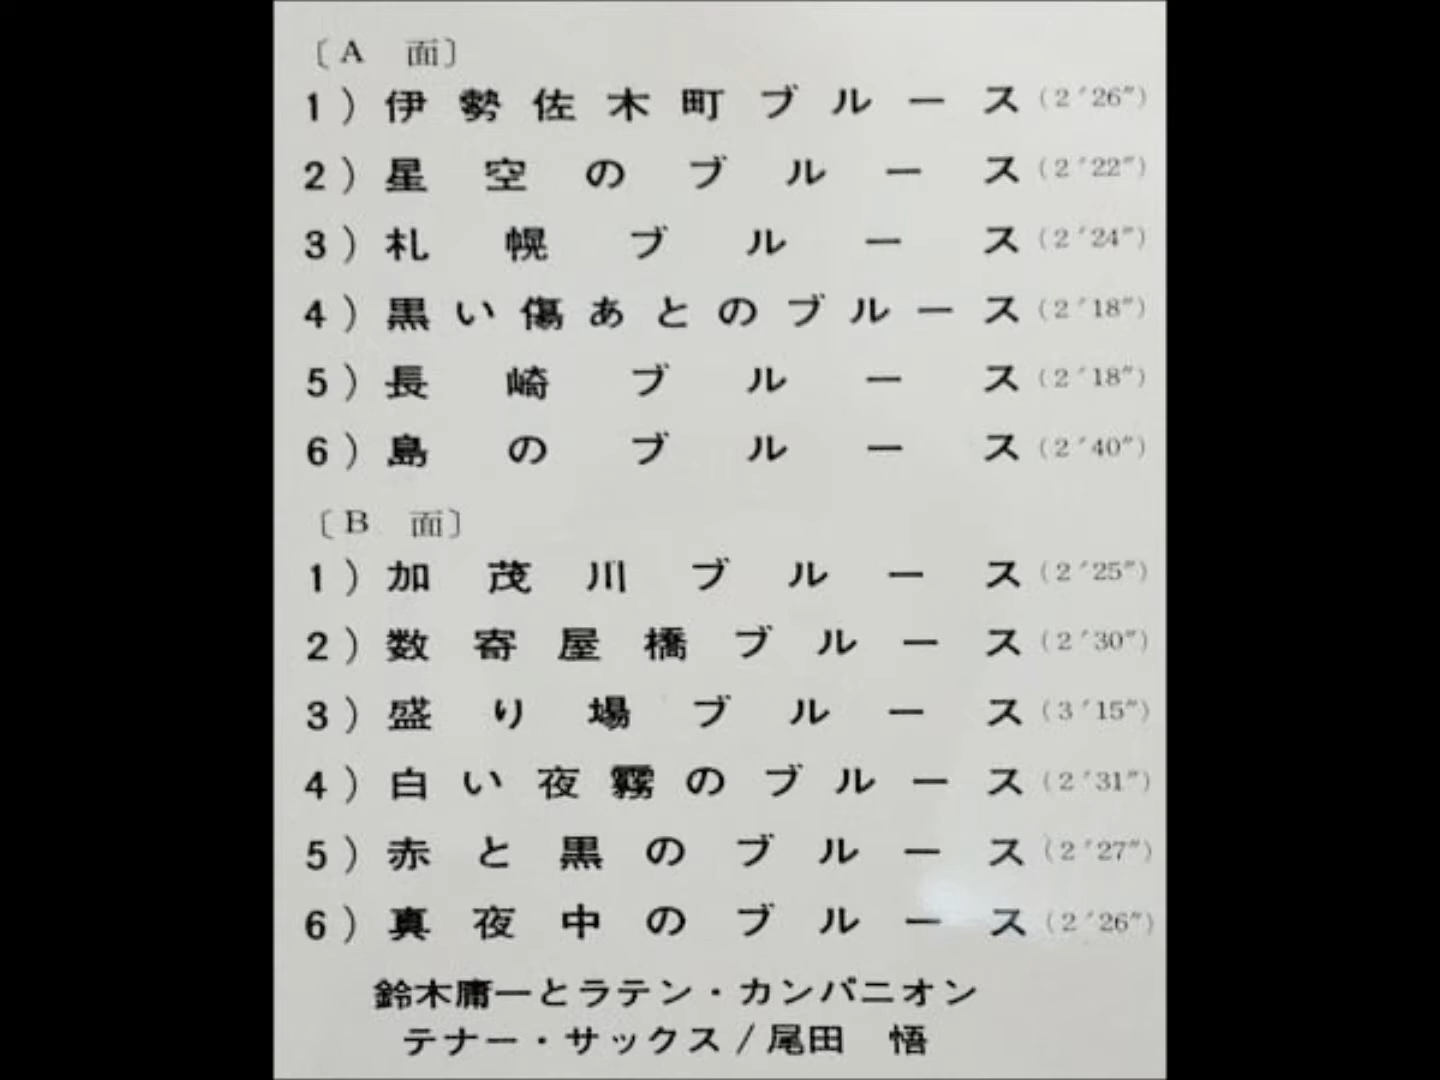 〔A 面〕
1）伊勢佐木町ブルース（2′26″）
2）星空のブルース（2′22″）
3）札幌ブルース（2′24″）
4）黒い傷あとのブルース（2′18″）
5）長崎ブルース（2′18″）
6）島のブルース（2′40″）
〔B 面〕
1）加茂川ブルース（2′25″）
2）数寄屋橋ブルース（2′30″）
3）盛り場ブルース（3′15″）
4）白い夜霧のブルース（2′31″）
5）赤と黒のブルース（2′27″）
6）真夜中のブルース（2′26″）
鈴木庸一とラテン・カンパニオン
テナー・サックス/尾田 悟